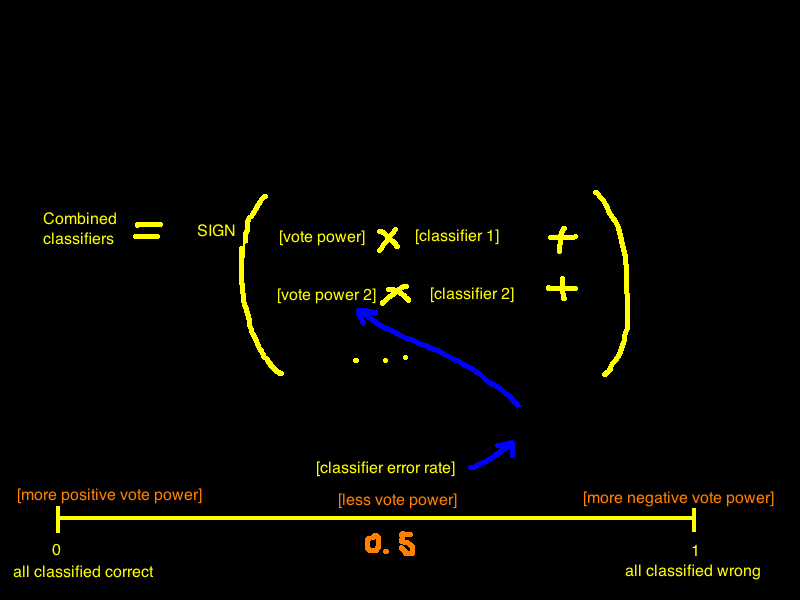 Combined
classifiers = SIGN (
[vote power] × [classifier 1] +
[vote power 2] × [classifier 2] +
...
)
[classifier error rate]
[more positive vote power] [less vote power] [more negative vote power]
0 0.5 1
all classified correct all classified wrong